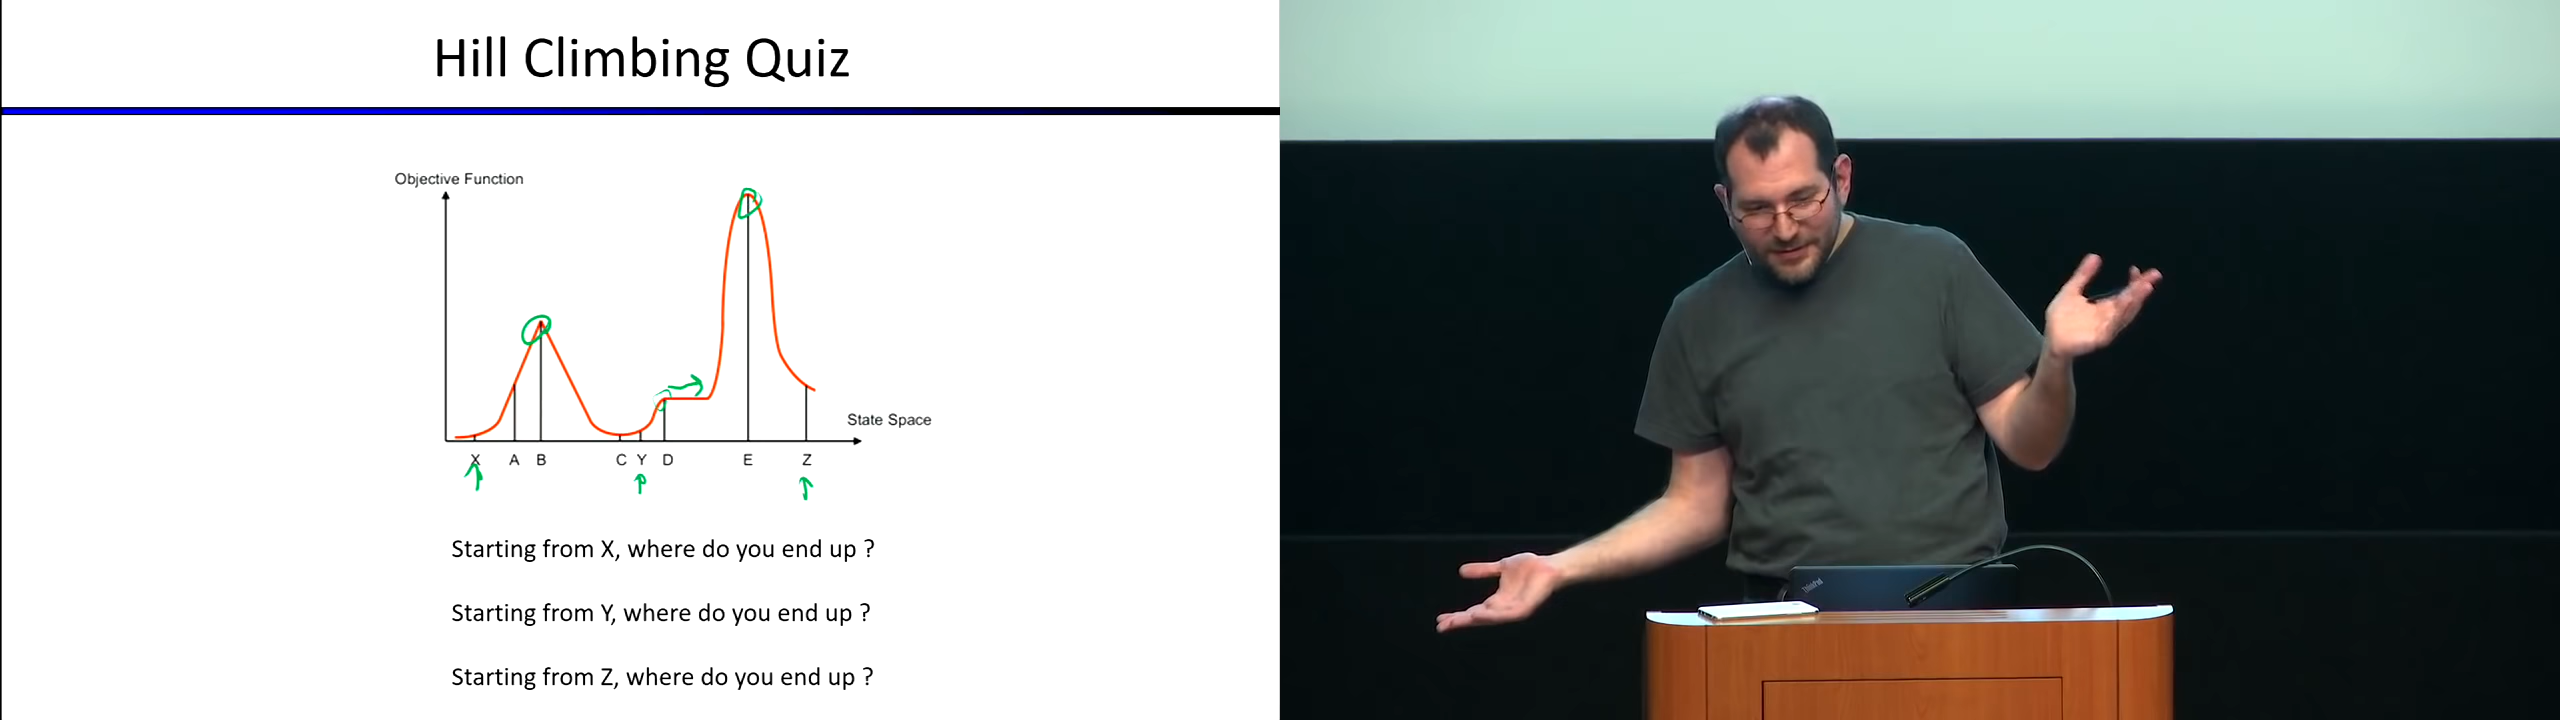 Hill Climbing Quiz
Objective Function
State Space
X A B C Y D E Z
Starting from X, where do you end up ?
Starting from Y, where do you end up ?
Starting from Z, where do you end up ?